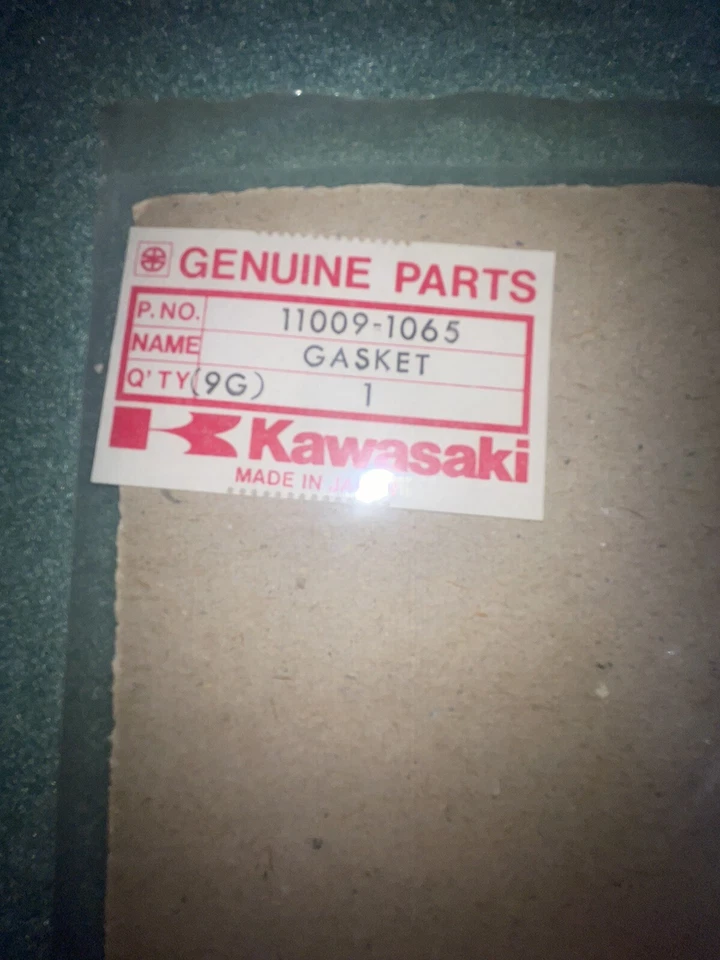 GENUINE PARTS
P. NO. 11009-1065
NAME GASKET
Q'TY (9G) 1
Kawasaki
MADE IN